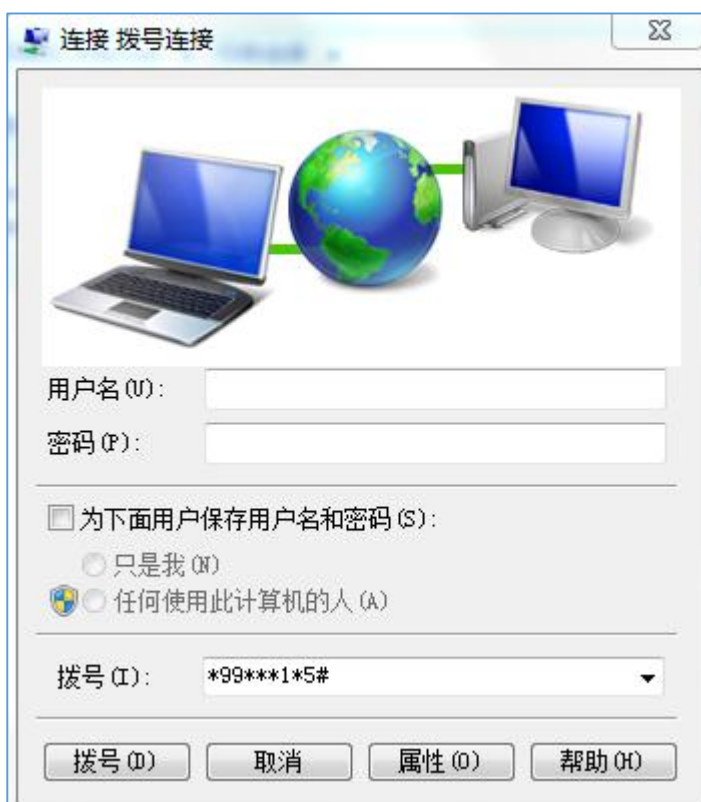 连接 拨号连接
用户名(U):
密码(P):
为下面用户保存用户名和密码(S):
只是我(N)
任何使用此计算机的人(A)
拨号(I): *99***1*5#
拨号(D) 取消 属性(O) 帮助(H)